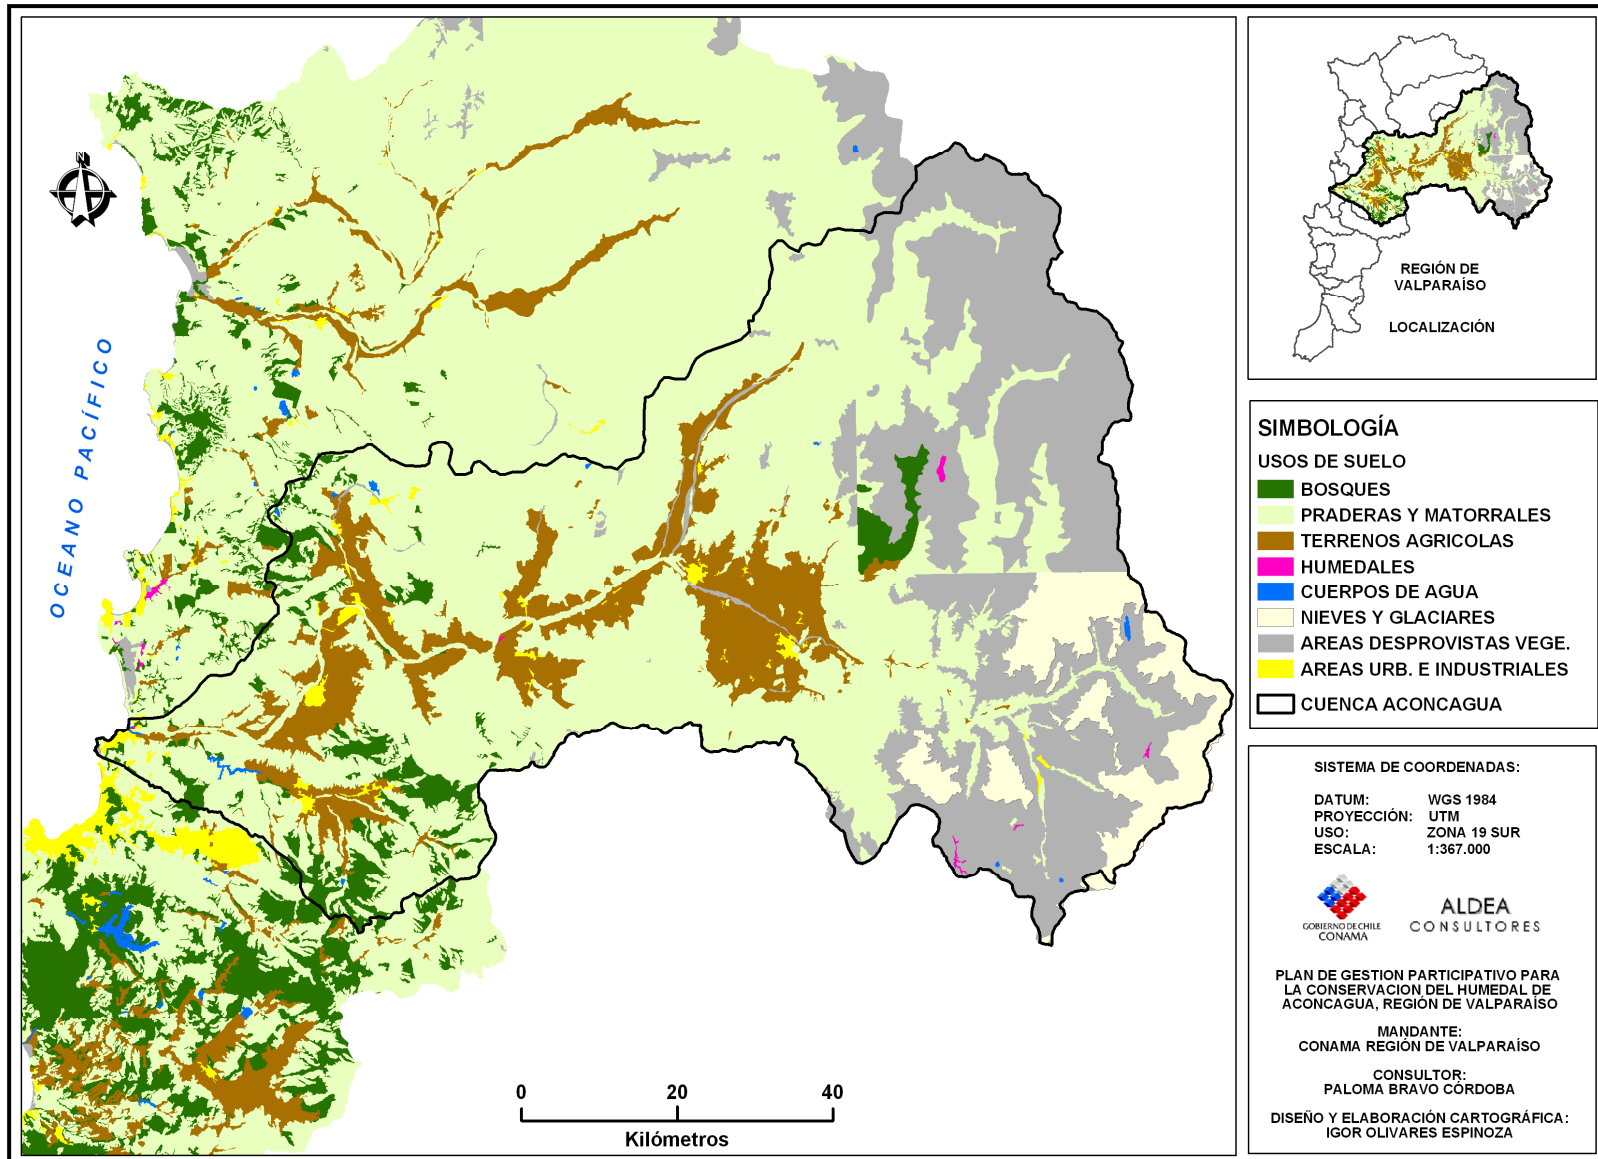 N
OCEANO PACÍFICO
0
20
40
Kilómetros
REGIÓN DE
VALPARAÍSO
LOCALIZACIÓN
SIMBOLOGÍA
USOS DE SUELO
BOSQUES
PRADERAS Y MATORRALES
TERRENOS AGRICOLAS
HUMEDALES
CUERPOS DE AGUA
NIEVES Y GLACIARES
AREAS DESPROVISTAS VEGE.
AREAS URB. E INDUSTRIALES
CUENCA ACONCAGUA
SISTEMA DE COORDENADAS:
DATUM: WGS 1984
PROYECCIÓN: UTM
USO: ZONA 19 SUR
ESCALA: 1:367.000
GOBIERNO DE CHILE
CONAMA
ALDEA
CONSULTORES
PLAN DE GESTION PARTICIPATIVO PARA
LA CONSERVACION DEL HUMEDAL DE
ACONCAGUA, REGIÓN DE VALPARAÍSO
MANDANTE:
CONAMA REGIÓN DE VALPARAÍSO
CONSULTOR:
PALOMA BRAVO CÓRDOBA
DISEÑO Y ELABORACIÓN CARTOGRÁFICA:
IGOR OLIVARES ESPINOZA